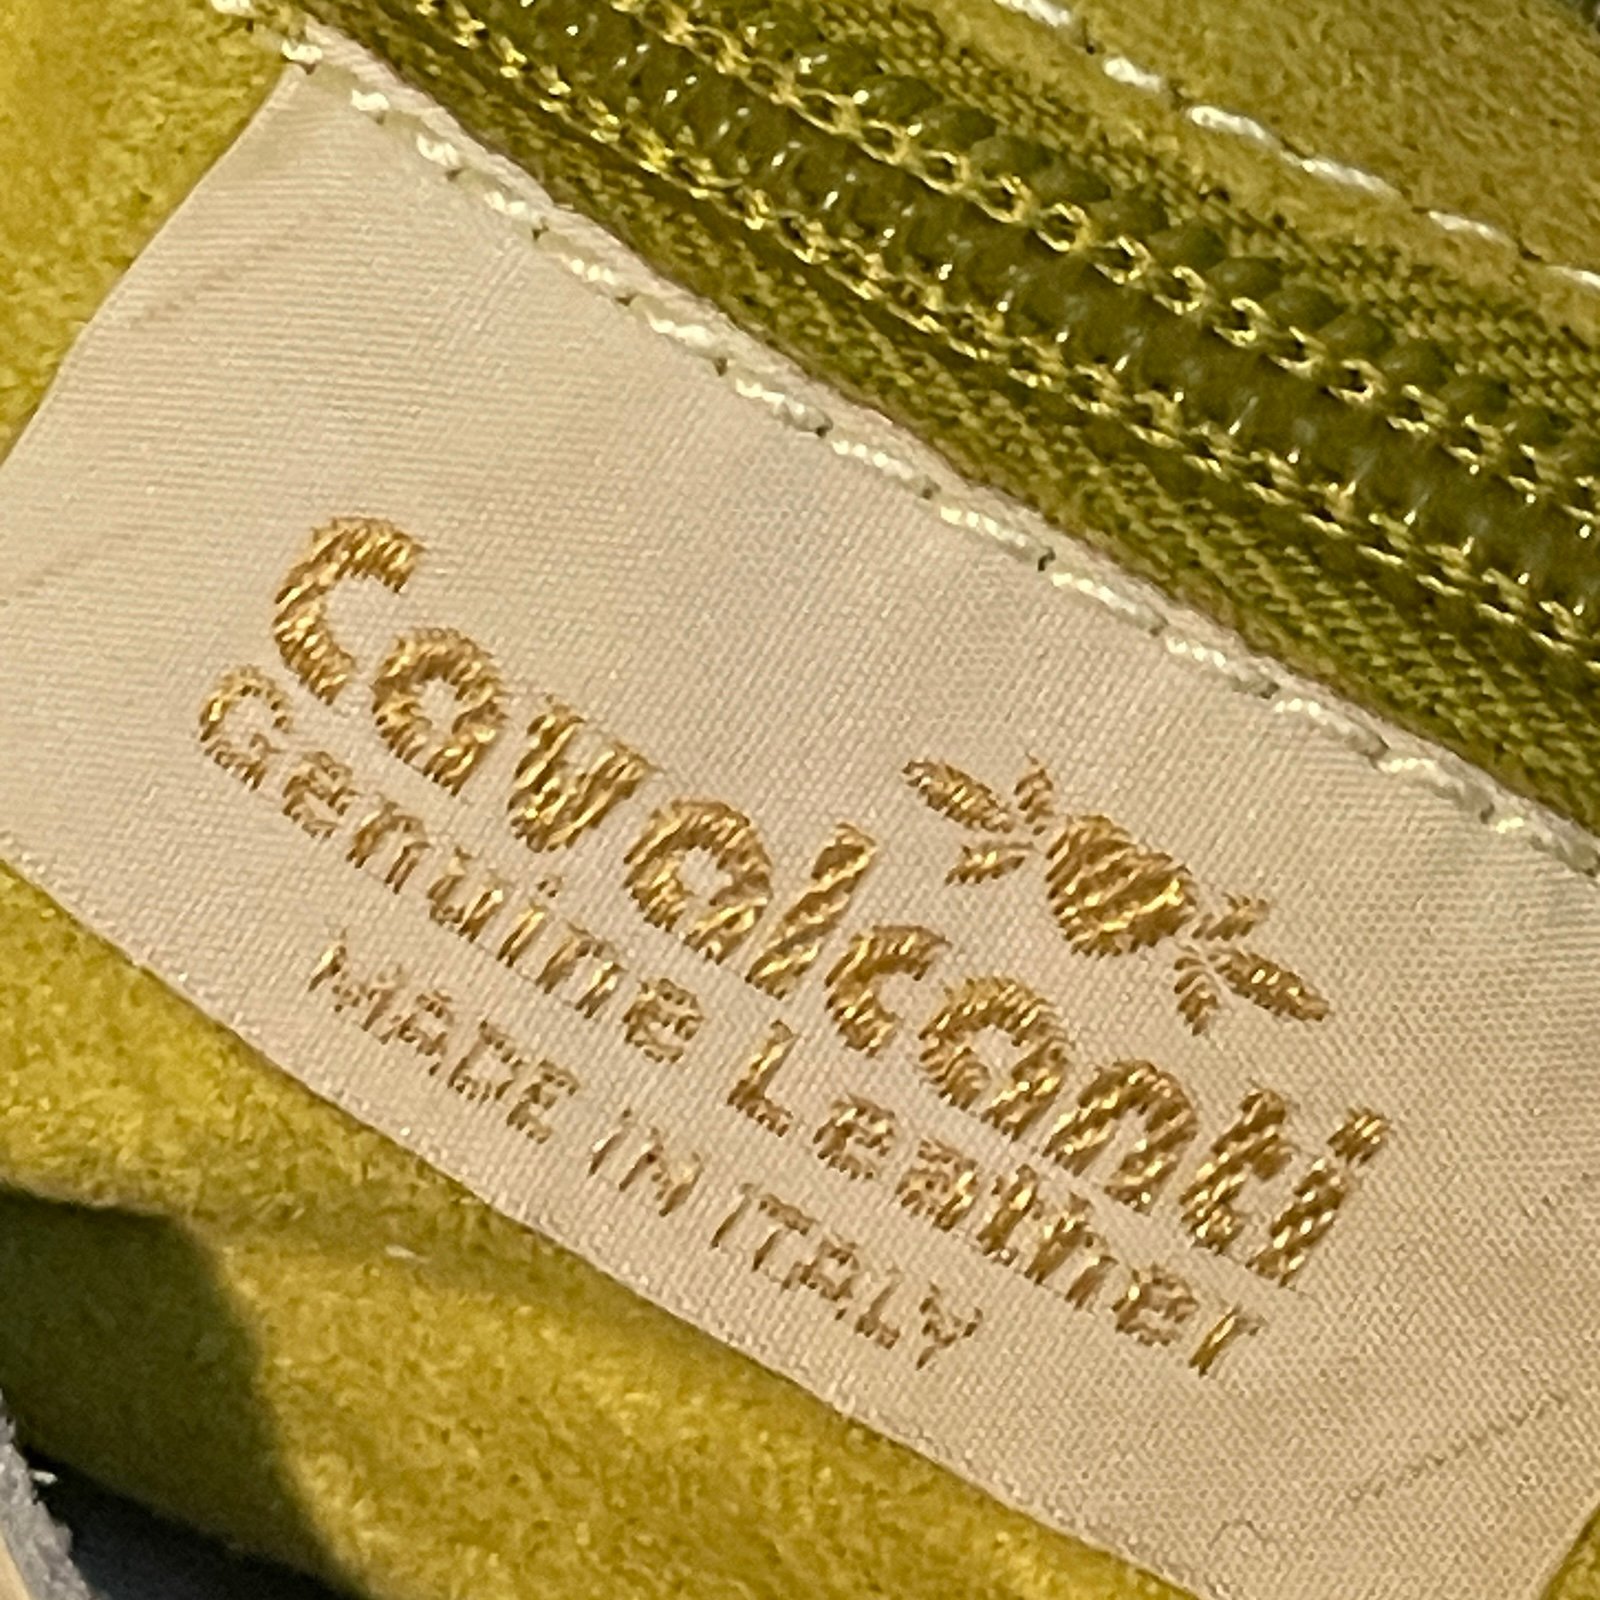 Cavalcanti
Genuine Leather
MADE IN ITALY